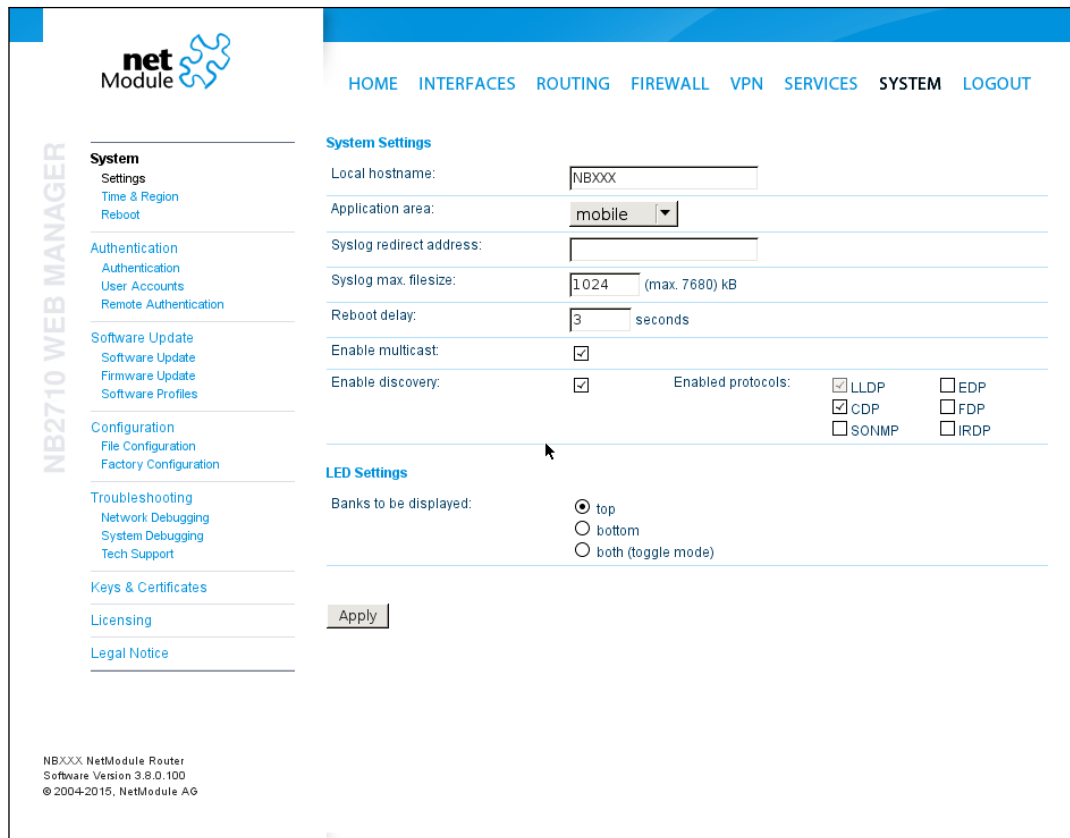 net
Module
HOME INTERFACES ROUTING FIREWALL VPN SERVICES SYSTEM LOGOUT
NB2710 WEB MANAGER
System
Settings
Time & Region
Reboot
Authentication
Authentication
User Accounts
Remote Authentication
Software Update
Software Update
Firmware Update
Software Profiles
Configuration
File Configuration
Factory Configuration
Troubleshooting
Network Debugging
System Debugging
Tech Support
Keys & Certificates
Licensing
Legal Notice
System Settings
Local hostname: NBXXX
Application area: mobile
Syslog redirect address:
Syslog max. filesize: 1024 (max. 7680) kB
Reboot delay: 3 seconds
Enable multicast:
Enable discovery: Enabled protocols: LLDP EDP
CDP FDP
SONMP IRDP
LED Settings
Banks to be displayed: top
bottom
both (toggle mode)
Apply
NBXXX NetModule Router
Software Version 3.8.0.100
© 2004-2015, NetModule AG